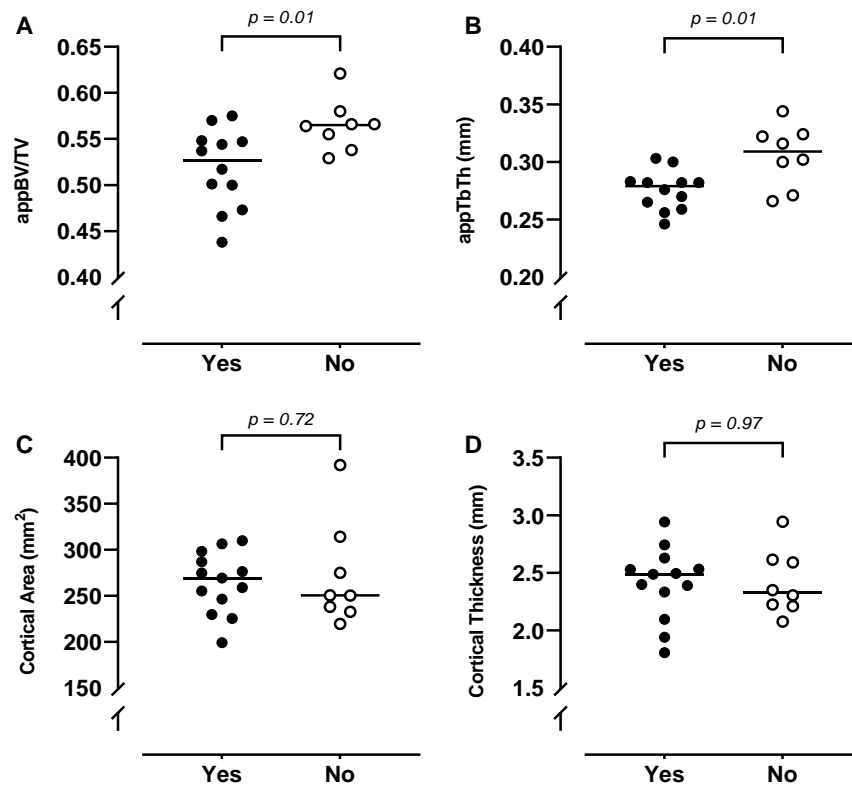 A
p = 0.01
appBV/TV
0.65
0.60
0.55
0.50
0.45
0.40
Yes
No
B
p = 0.01
appTbTh (mm)
0.40
0.35
0.30
0.25
0.20
Yes
No
C
p = 0.72
Cortical Area (mm²)
400
350
300
250
200
150
Yes
No
D
p = 0.97
Cortical Thickness (mm)
3.5
3.0
2.5
2.0
1.5
Yes
No